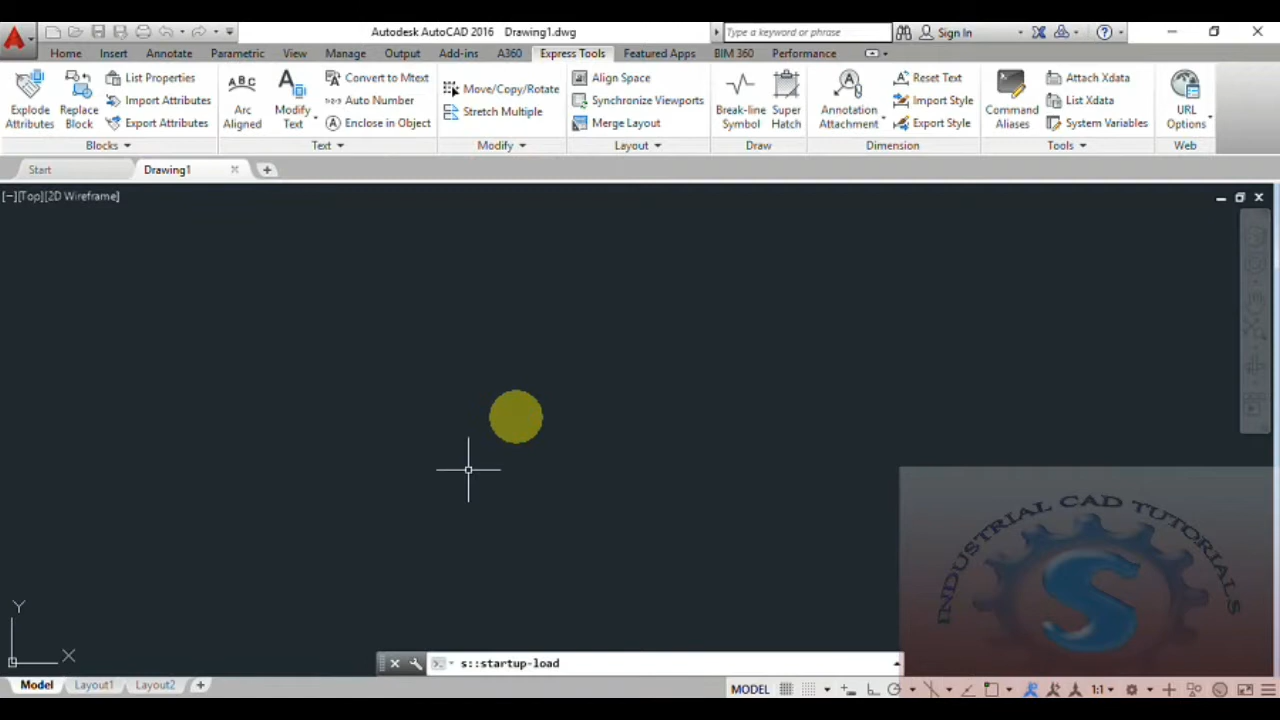 Autodesk AutoCAD 2016 Drawing1.dwg
Type a keyword or phrase
Sign In
Home Insert Annotate Parametric View Manage Output Add-ins A360 Express Tools Featured Apps BIM 360 Performance
Explode
Attributes
Replace
Block
List Properties
Import Attributes
Export Attributes
Blocks
ABC
Arc
Aligned
Modify
Text
Convert to Mtext
Auto Number
Enclose in Object
Text
Move/Copy/Rotate
Stretch Multiple
Modify
Align Space
Synchronize Viewports
Merge Layout
Layout
Break-line
Symbol
Super
Hatch
Draw
Annotation
Attachment
Reset Text
Import Style
Export Style
Dimension
Command
Aliases
Attach Xdata
List Xdata
System Variables
Tools
URL
Options
Web
Start
Drawing1
[−][Top][2D Wireframe]
INDUSTRIAL CAD TUTORIALS
S
Y
X
s::startup-load
Model Layout1 Layout2
MODEL
1:1